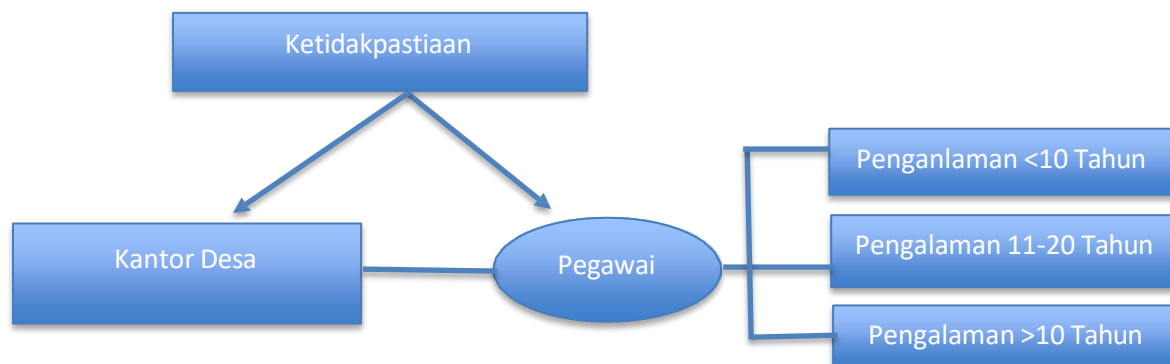 Ketidakpastiaan
Penganlaman <10 Tahun
Kantor Desa
Pegawai
Pengalaman 11-20 Tahun
Pengalaman >10 Tahun